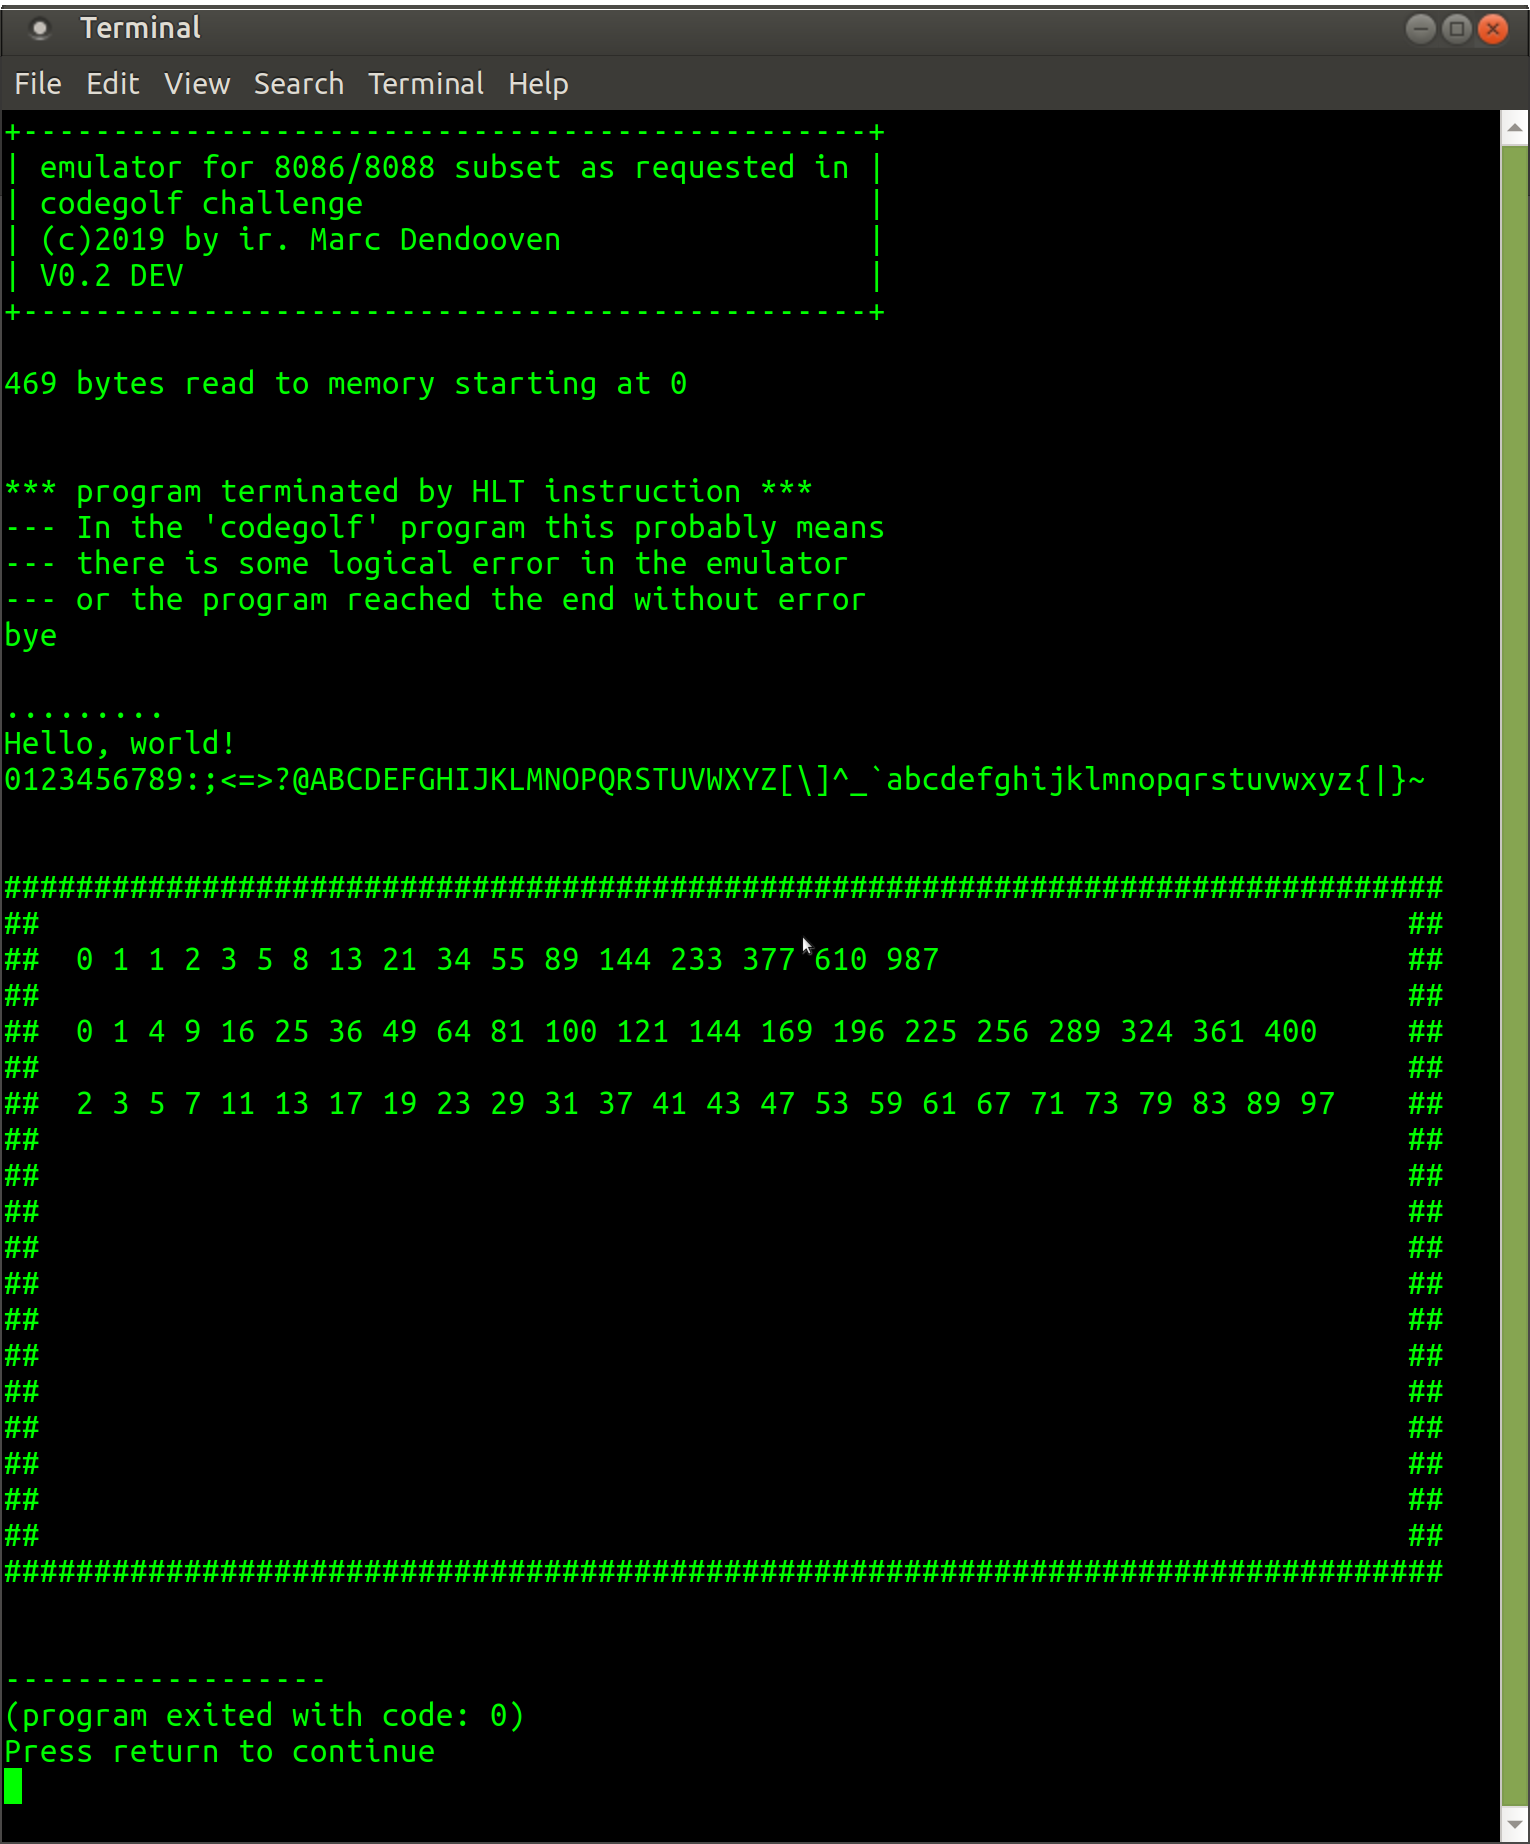 Terminal
File Edit View Search Terminal Help
+-----------------------------------------------+
| emulator for 8086/8088 subset as requested in |
| codegolf challenge                            |
| (c)2019 by ir. Marc Dendooven                 |
| V0.2 DEV                                      |
+-----------------------------------------------+
469 bytes read to memory starting at 0
*** program terminated by HLT instruction ***
--- In the 'codegolf' program this probably means
--- there is some logical error in the emulator
--- or the program reached the end without error
bye
.........
Hello, world!
0123456789:;<=>?@ABCDEFGHIJKLMNOPQRSTUVWXYZ[\]^_`abcdefghijklmnopqrstuvwxyz{|}~
################################################################################
##                                                                            ##
##  0 1 1 2 3 5 8 13 21 34 55 89 144 233 377 610 987                          ##
##                                                                            ##
##  0 1 4 9 16 25 36 49 64 81 100 121 144 169 196 225 256 289 324 361 400     ##
##                                                                            ##
##  2 3 5 7 11 13 17 19 23 29 31 37 41 43 47 53 59 61 67 71 73 79 83 89 97    ##
##                                                                            ##
##                                                                            ##
##                                                                            ##
##                                                                            ##
##                                                                            ##
##                                                                            ##
##                                                                            ##
##                                                                            ##
##                                                                            ##
##                                                                            ##
##                                                                            ##
##                                                                            ##
################################################################################
------------------
(program exited with code: 0)
Press return to continue